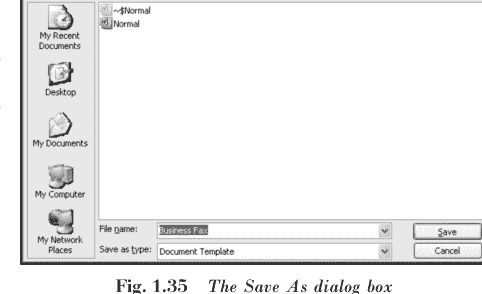 ~$Normal
Normal
My Recent
Documents
Desktop
My Documents
My Computer
My Network
Places
File name: Business Fax
Save
Save as type: Document Template
Cancel
Fig. 1.35 The Save As dialog box